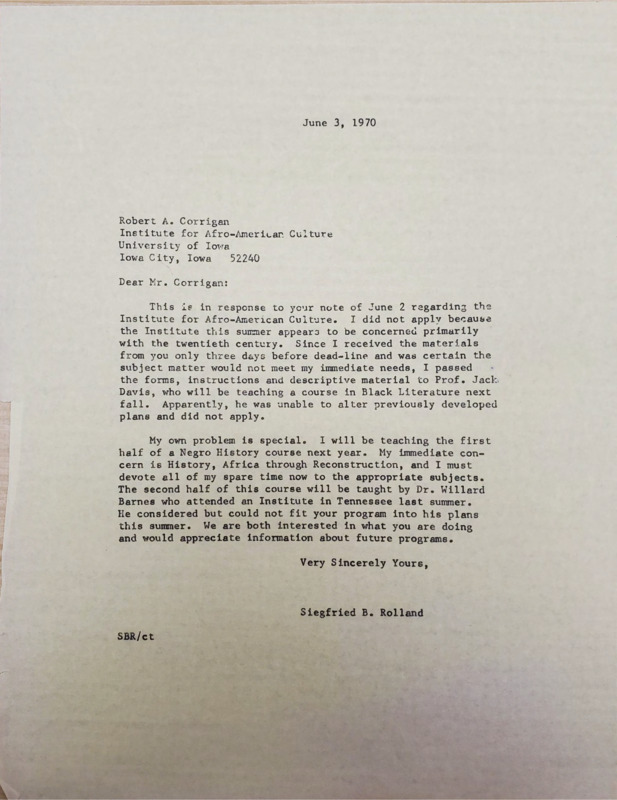 June 3, 1970
Robert A. Corrigan
Institute for Afro-American Culture
University of Iowa
Iowa City, Iowa 52240
Dear Mr. Corrigan:
This is in response to your note of June 2 regarding the
Institute for Afro-American Culture. I did not apply because
the Institute this summer appears to be concerned primarily
with the twentieth century. Since I received the materials
from you only three days before dead-line and was certain the
subject matter would not meet my immediate needs, I passed
the forms, instructions and descriptive material to Prof. Jack
Davis, who will be teaching a course in Black Literature next
fall. Apparently, he was unable to alter previously developed
plans and did not apply.
My own problem is special. I will be teaching the first
half of a Negro History course next year. My immediate con-
cern is History, Africa through Reconstruction, and I must
devote all of my spare time now to the appropriate subjects.
The second half of this course will be taught by Dr. Willard
Barnes who attended an Institute in Tennessee last summer.
He considered but could not fit your program into his plans
this summer. We are both interested in what you are doing
and would appreciate information about future programs.
Very Sincerely Yours,
Siegfried B. Rolland
SBR/ct